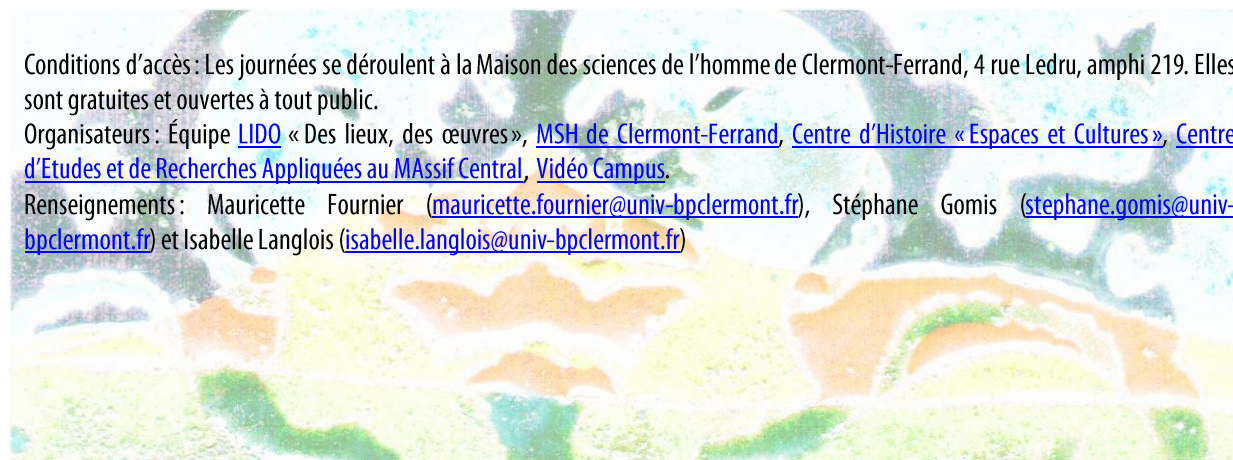 Conditions d’accès : Les journées se déroulent à la Maison des sciences de l’homme de Clermont-Ferrand, 4 rue Ledru, amphi 219. Elles
sont gratuites et ouvertes à tout public.
Organisateurs : Équipe LIDO « Des lieux, des œuvres », MSH de Clermont-Ferrand, Centre d’Histoire « Espaces et Cultures », Centre
d’Etudes et de Recherches Appliquées au MAssif Central, Vidéo Campus.
Renseignements : Mauricette Fournier (mauricette.fournier@univ-bpclermont.fr), Stéphane Gomis (stephane.gomis@univ-
bpclermont.fr) et Isabelle Langlois (isabelle.langlois@univ-bpclermont.fr)